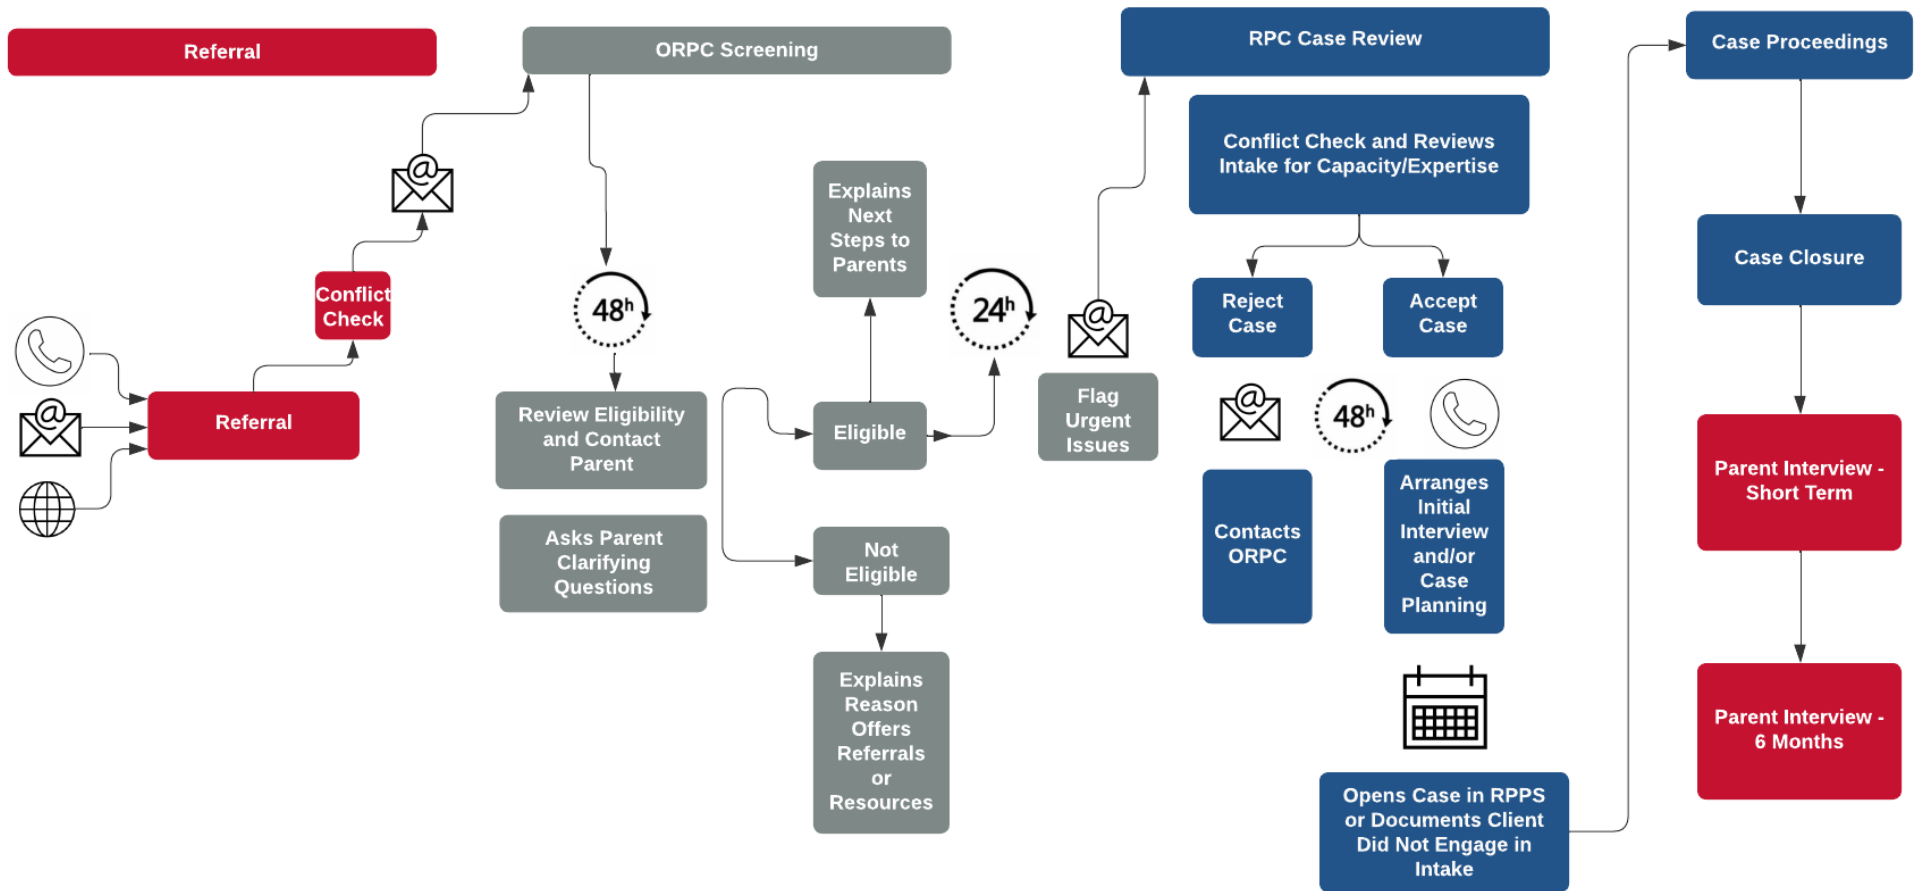 Referral
Conflict
Check
Referral
ORPC Screening
48h
Review Eligibility
and Contact
Parent
Asks Parent
Clarifying
Questions
Explains
Next
Steps to
Parents
Eligible
24h
Not
Eligible
Explains
Reason
Offers
Referrals
or
Resources
Flag
Urgent
Issues
RPC Case Review
Conflict Check and Reviews
Intake for Capacity/Expertise
Reject
Case
Accept
Case
48h
Contacts
ORPC
Arranges
Initial
Interview
and/or
Case
Planning
Opens Case in RPPS
or Documents Client
Did Not Engage in
Intake
Case Proceedings
Case Closure
Parent Interview -
Short Term
Parent Interview -
6 Months